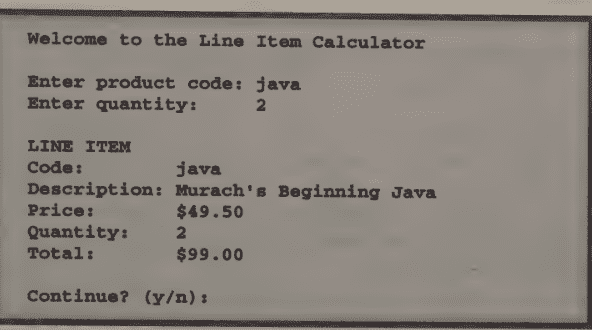 Welcome to the Line Item Calculator
Enter product code: java
Enter quantity: 2
LINE ITEM
Code: java
Description: Murach's Beginning Java
Price: $49.50
Quantity: 2
Total: $99.00
Continue? (y/n):